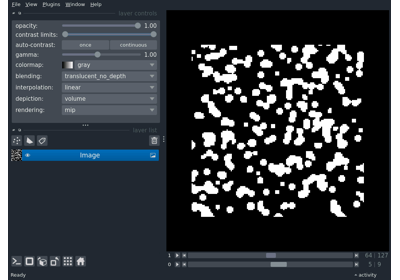 File View Plugins Window Help
layer controls
opacity: 1.00
contrast limits:
auto-contrast: once continuous
gamma: 1.00
colormap: gray
blending: translucent_no_depth
interpolation: linear
depiction: volume
rendering: mip
layer list
Image
1 64 127
0 5 9
Ready activity